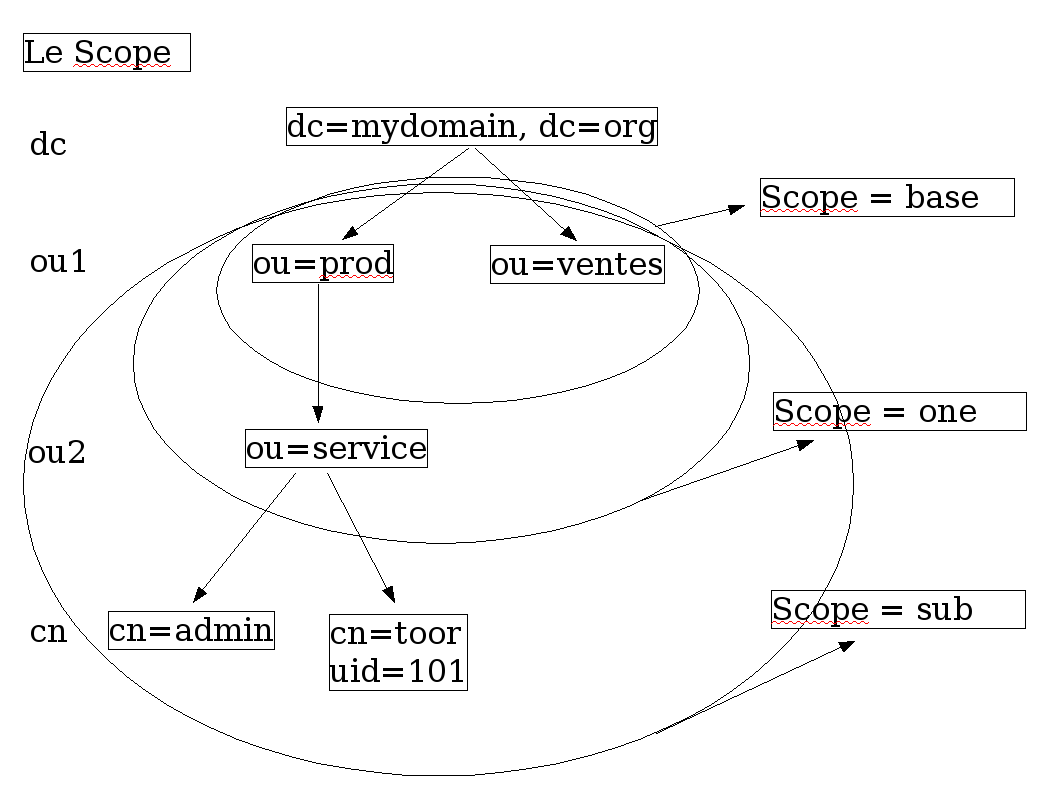 Le Scope
dc
dc=mydomain, dc=org
Scope = base
ou1
ou=prod
ou=ventes
Scope = one
ou2
ou=service
Scope = sub
cn
cn=admin
cn=toor
uid=101